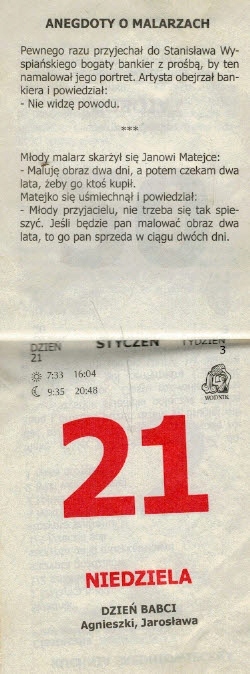 ANEGDOTY O MALARZACH
Pewnego razu przyjechał do Stanisława Wy-
spiańskiego bogaty bankier z prośbą, by ten
namalował jego portret. Artysta obejrzał ban-
kiera i powiedział:
- Nie widzę powodu.
***
Młody malarz skarżył się Janowi Matejce:
- Maluję obraz dwa dni, a potem czekam dwa
lata, żeby go ktoś kupił.
Matejko się uśmiechnął i powiedział:
- Młody przyjacielu, nie trzeba się tak spie-
szyć. Jeśli będzie pan malować obraz dwa
lata, to go pan sprzeda w ciągu dwóch dni.
DZIEŃ STYCZEŃ TYDZIEŃ
21 3
7:33 16:04
9:35 20:48
WODNIK
21
NIEDZIELA
DZIEŃ BABCI
Agnieszki, Jarosława